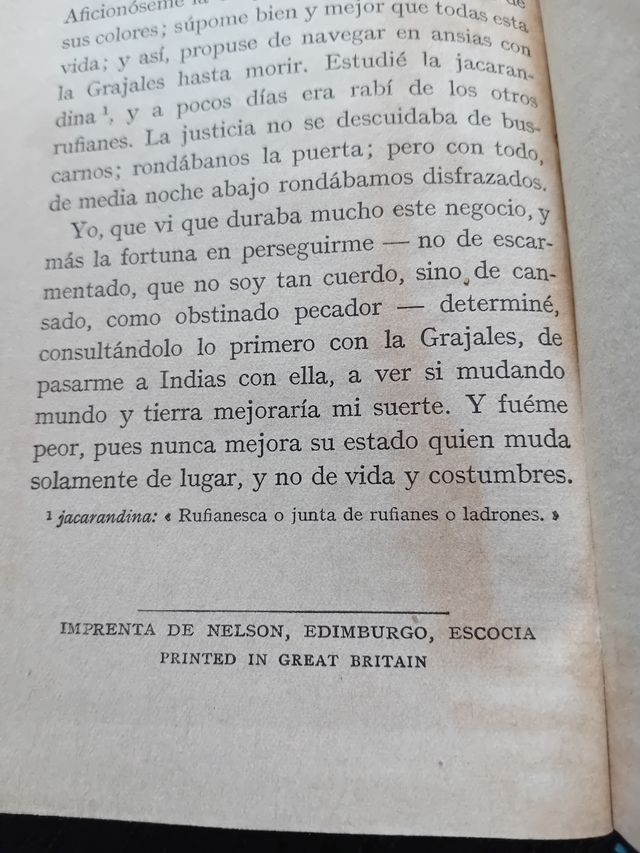 Aficionóseme la de
sus colores; súpome bien y mejor que todas esta
vida; y así, propuse de navegar en ansias con
la Grajales hasta morir. Estudié la jacaran-
dina ¹, y a pocos días era rabí de los otros
rufianes. La justicia no se descuidaba de bus-
carnos; rondábanos la puerta; pero con todo,
de media noche abajo rondábamos disfrazados.
Yo, que vi que duraba mucho este negocio, y
más la fortuna en perseguirme — no de escar-
mentado, que no soy tan cuerdo, sino de can-
sado, como obstinado pecador — determiné,
consultándolo lo primero con la Grajales, de
pasarme a Indias con ella, a ver si mudando
mundo y tierra mejoraría mi suerte. Y fuéme
peor, pues nunca mejora su estado quien muda
solamente de lugar, y no de vida y costumbres.
¹ jacarandina: « Rufianesca o junta de rufianes o ladrones. »
IMPRENTA DE NELSON, EDIMBURGO, ESCOCIA
PRINTED IN GREAT BRITAIN